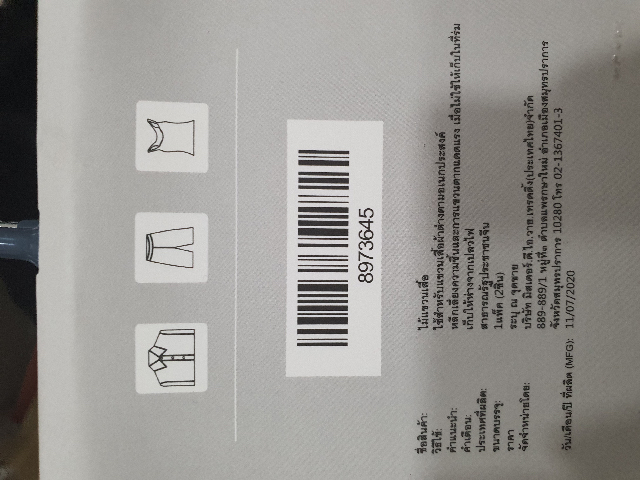 8973645
ชื่อสินค้า: ไม้แขวนเสื้อ
วิธีใช้: ใช้สำหรับแขวนเสื้อผ้าต่างตามอเนกประสงค์
คำแนะนำ: หลีกเลี่ยงความชื้นและการแขวนตากแดดแรง เมื่อไม่ใช้ให้เก็บในที่ร่ม
คำเตือน: เก็บให้ห่างจากเปลวไฟ
ประเทศที่ผลิต: สาธารณรัฐประชาชนจีน
ขนาดบรรจุ: 1แพ็ค (2ชิ้น)
ราคา ระบุ ณ จุดขาย
จัดจำหน่ายโดย: บริษัท มิสเตอร์.ดี.ไอ.วาย.เทรดดิ้ง(ประเทศไทย)จำกัด
889-889/1 หมู่ที่๓ ตำบลแพรกษาใหม่ อำเภอเมืองสมุทรปราการ
จังหวัดสมุทรปราการ 10280 โทร 02-1367401-3
วัน/เดือน/ปี ที่ผลิต (MFG): 11/07/2020